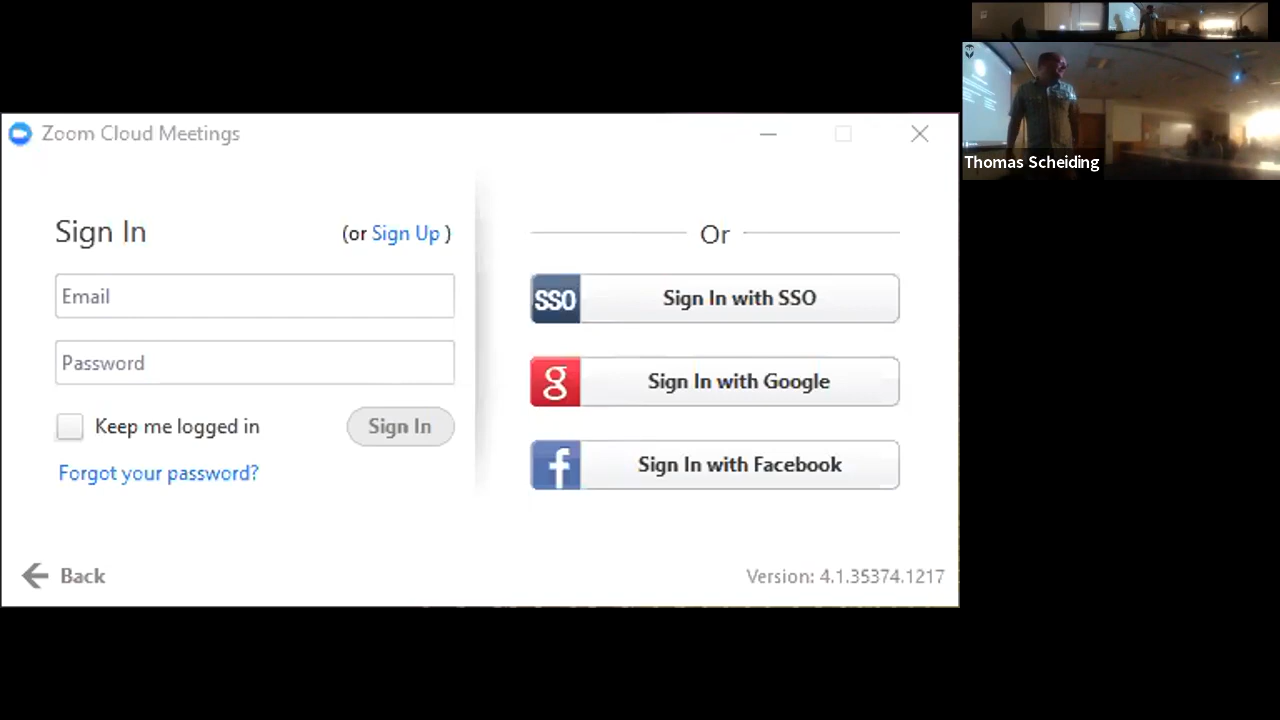 Zoom Cloud Meetings
Sign In (or Sign Up )
Email
Password
Keep me logged in
Sign In
Forgot your password?
Or
SSO Sign In with SSO
g Sign In with Google
f Sign In with Facebook
Back
Version: 4.1.35374.1217
Thomas Scheiding